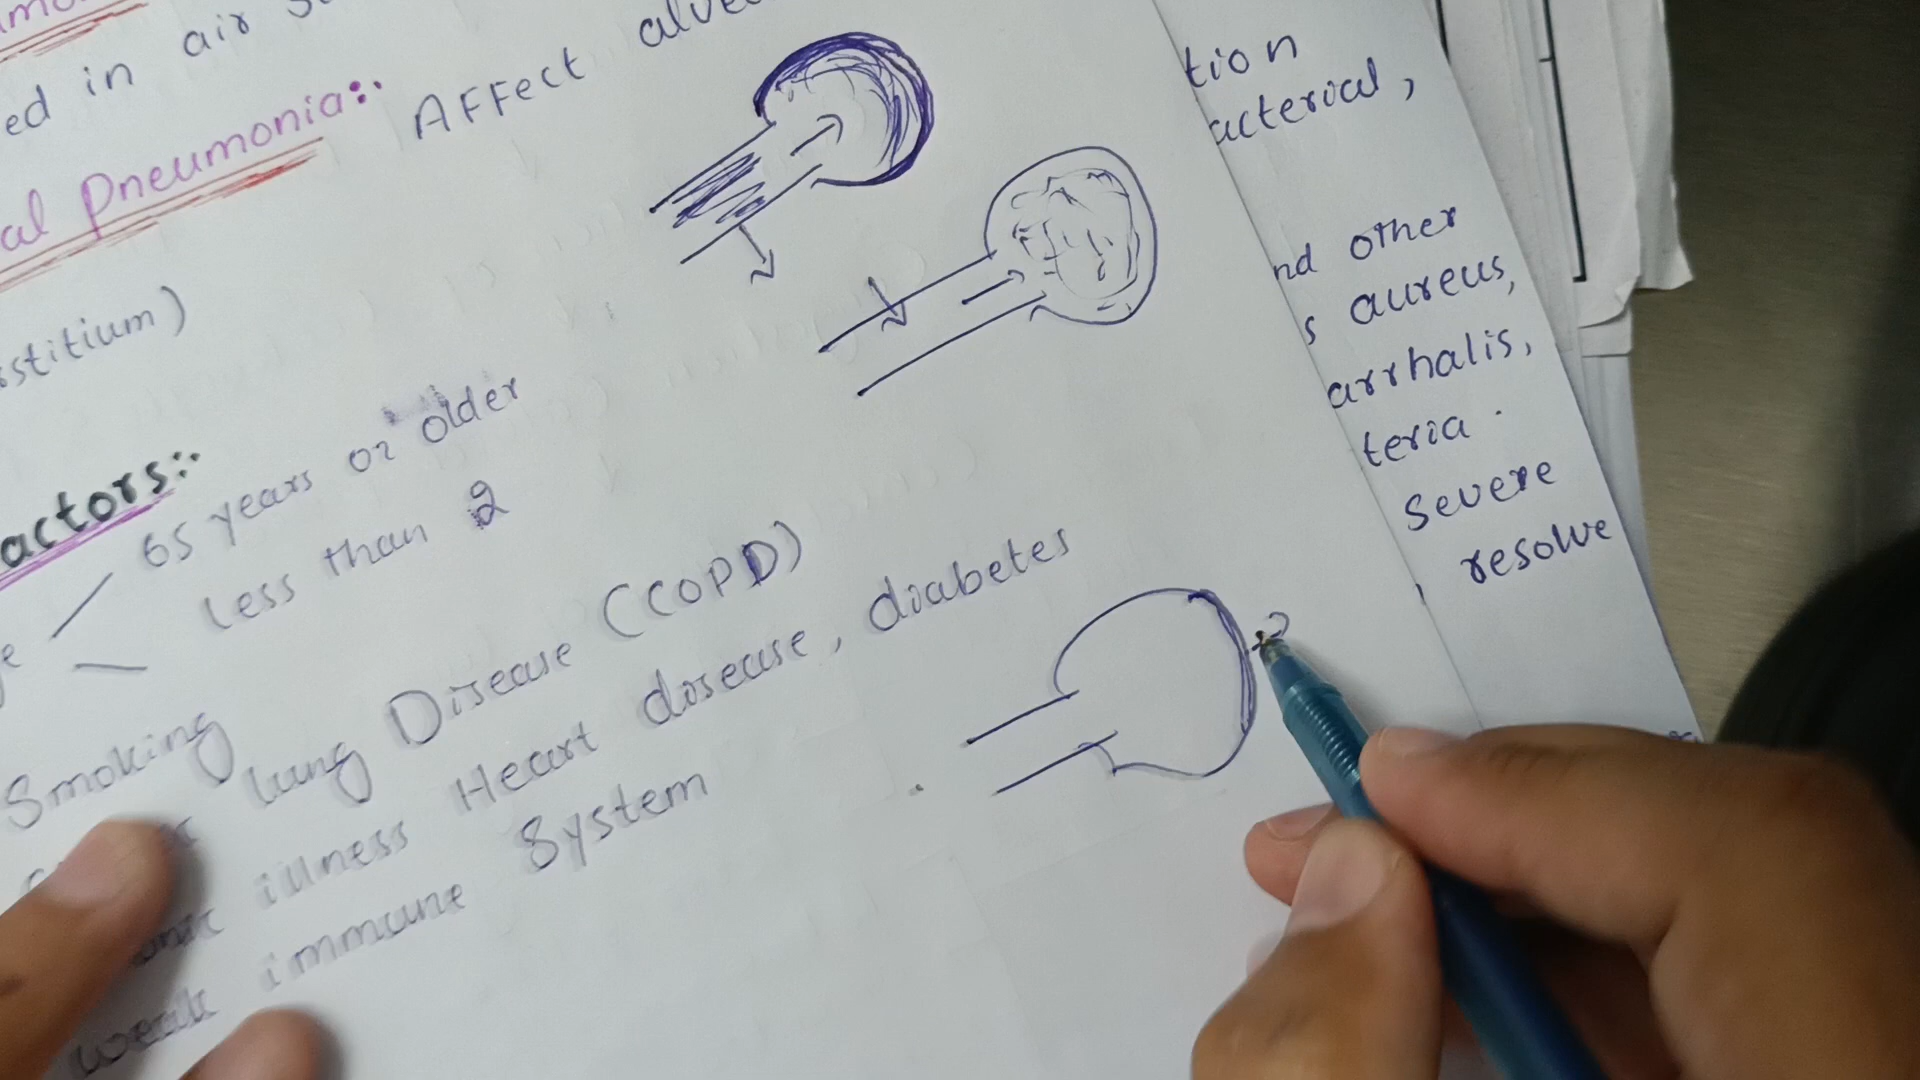 ed in air
al Pneumonia:. AFFect alve
stitium)
actors:.
65 years or older
less than 2
Smoking
lung Disease (COPD)
illness Heart disease, diabetes
weak immune System
tion
acterial,
nd other
s aureus,
arrhalis,
teria.
Severe
, resolve